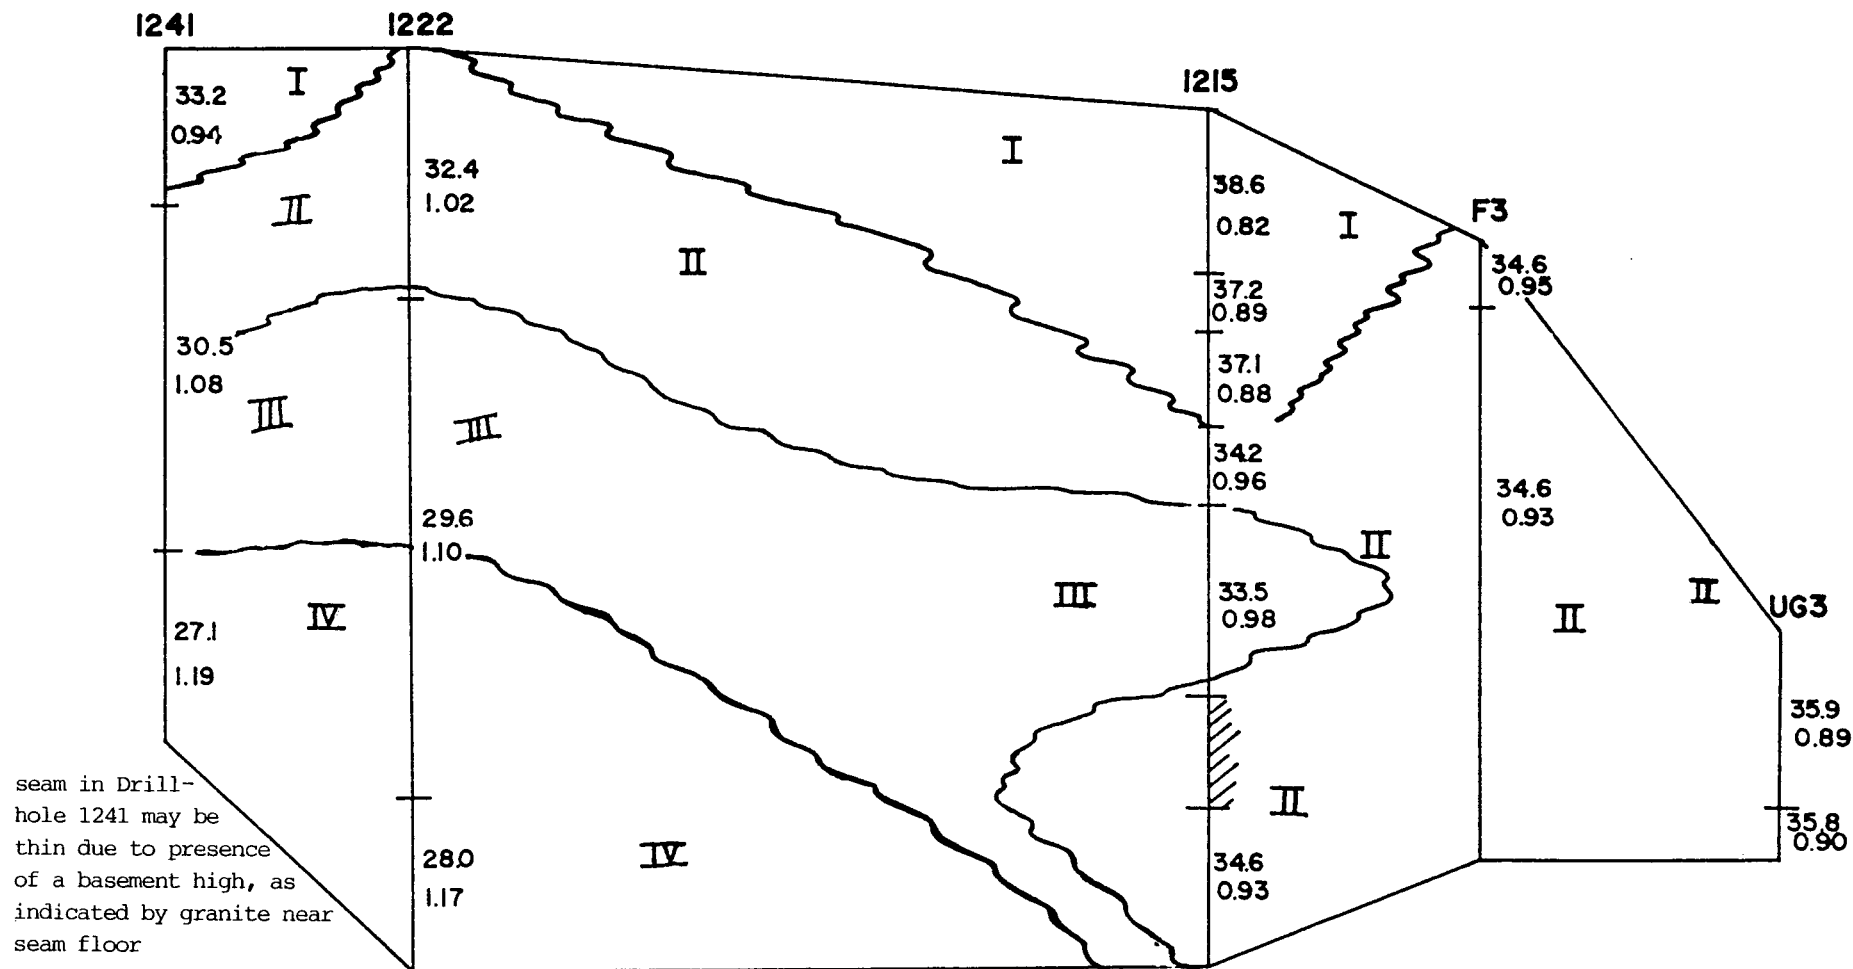 1241
1222
1215
F3
UG3
I
33.2
0.94
II
30.5
1.08
III
IV
27.1
1.19
32.4
1.02
II
III
29.6
1.10
IV
28.0
1.17
I
38.6
0.82
37.2
0.89
37.1
0.88
34.2
0.96
III
33.5
0.98
34.6
0.93
I
II
II
34.6
0.95
34.6
0.93
II
II
35.9
0.89
35.8
0.90
seam in Drill-
hole 1241 may be
thin due to presence
of a basement high, as
indicated by granite near
seam floor